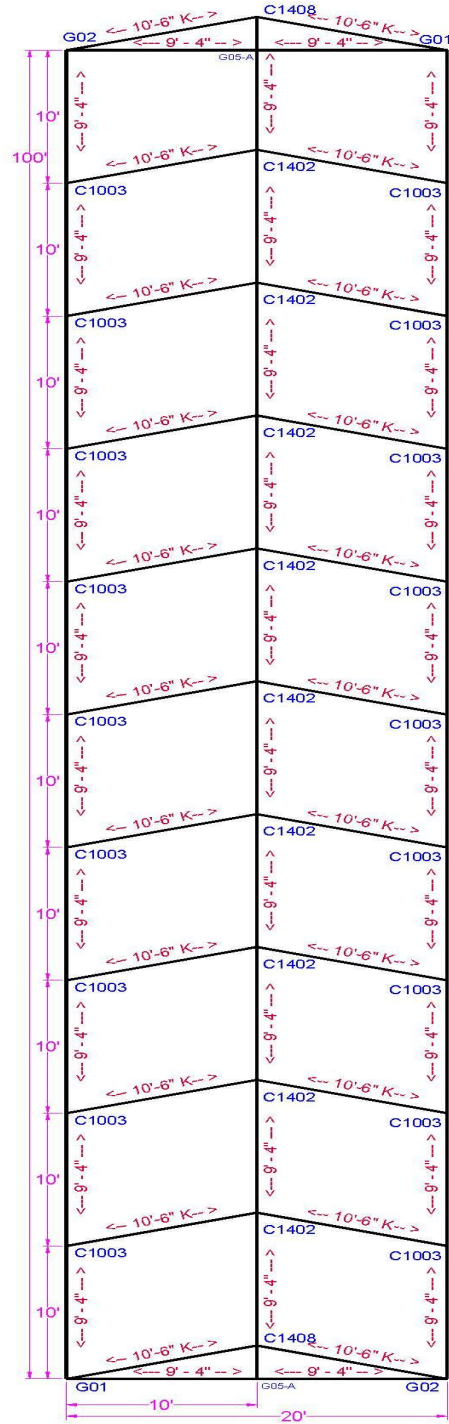 C1408
<-- 10'-6" K-- > <-- 10'-6" K-- >
G02 G01
<--- 9' - 4"--- > <--- 9' - 4"--- >
G05-A
10' <----9' - 4" ---- > <----9' - 4"---- > <----9' - 4" ---- >
100'
<-- 10'-6" K-- > <-- 10'-6" K-- >
C1402
C1003 C1003
10' <----9' - 4" ---- > <----9' - 4"---- > <----9' - 4" ---- >
<-- 10'-6" K-- > <-- 10'-6" K-- >
C1402
C1003 C1003
10' <----9' - 4" ---- > <----9' - 4"---- > <----9' - 4" ---- >
<-- 10'-6" K-- > <-- 10'-6" K-- >
C1402
C1003 C1003
10' <----9' - 4" ---- > <----9' - 4"---- > <----9' - 4" ---- >
<-- 10'-6" K-- > <-- 10'-6" K-- >
C1402
C1003 C1003
10' <----9' - 4" ---- > <----9' - 4"---- > <----9' - 4" ---- >
<-- 10'-6" K-- > <-- 10'-6" K-- >
C1402
C1003 C1003
10' <----9' - 4" ---- > <----9' - 4"---- > <----9' - 4" ---- >
<-- 10'-6" K-- > <-- 10'-6" K-- >
C1402
C1003 C1003
10' <----9' - 4" ---- > <----9' - 4"---- > <----9' - 4" ---- >
<-- 10'-6" K-- > <-- 10'-6" K-- >
C1402
C1003 C1003
10' <----9' - 4" ---- > <----9' - 4"---- > <----9' - 4" ---- >
<-- 10'-6" K-- > <-- 10'-6" K-- >
C1402
C1003 C1003
10' <----9' - 4" ---- > <----9' - 4"---- > <----9' - 4" ---- >
<-- 10'-6" K-- > <-- 10'-6" K-- >
C1402
C1003 C1003
10' <----9' - 4" ---- > <----9' - 4"---- > <----9' - 4" ---- >
C1408
<-- 10'-6" K-- > <-- 10'-6" K-- >
<--- 9' - 4"--- > <--- 9' - 4"--- >
G01 G05-A G02
10'
20'